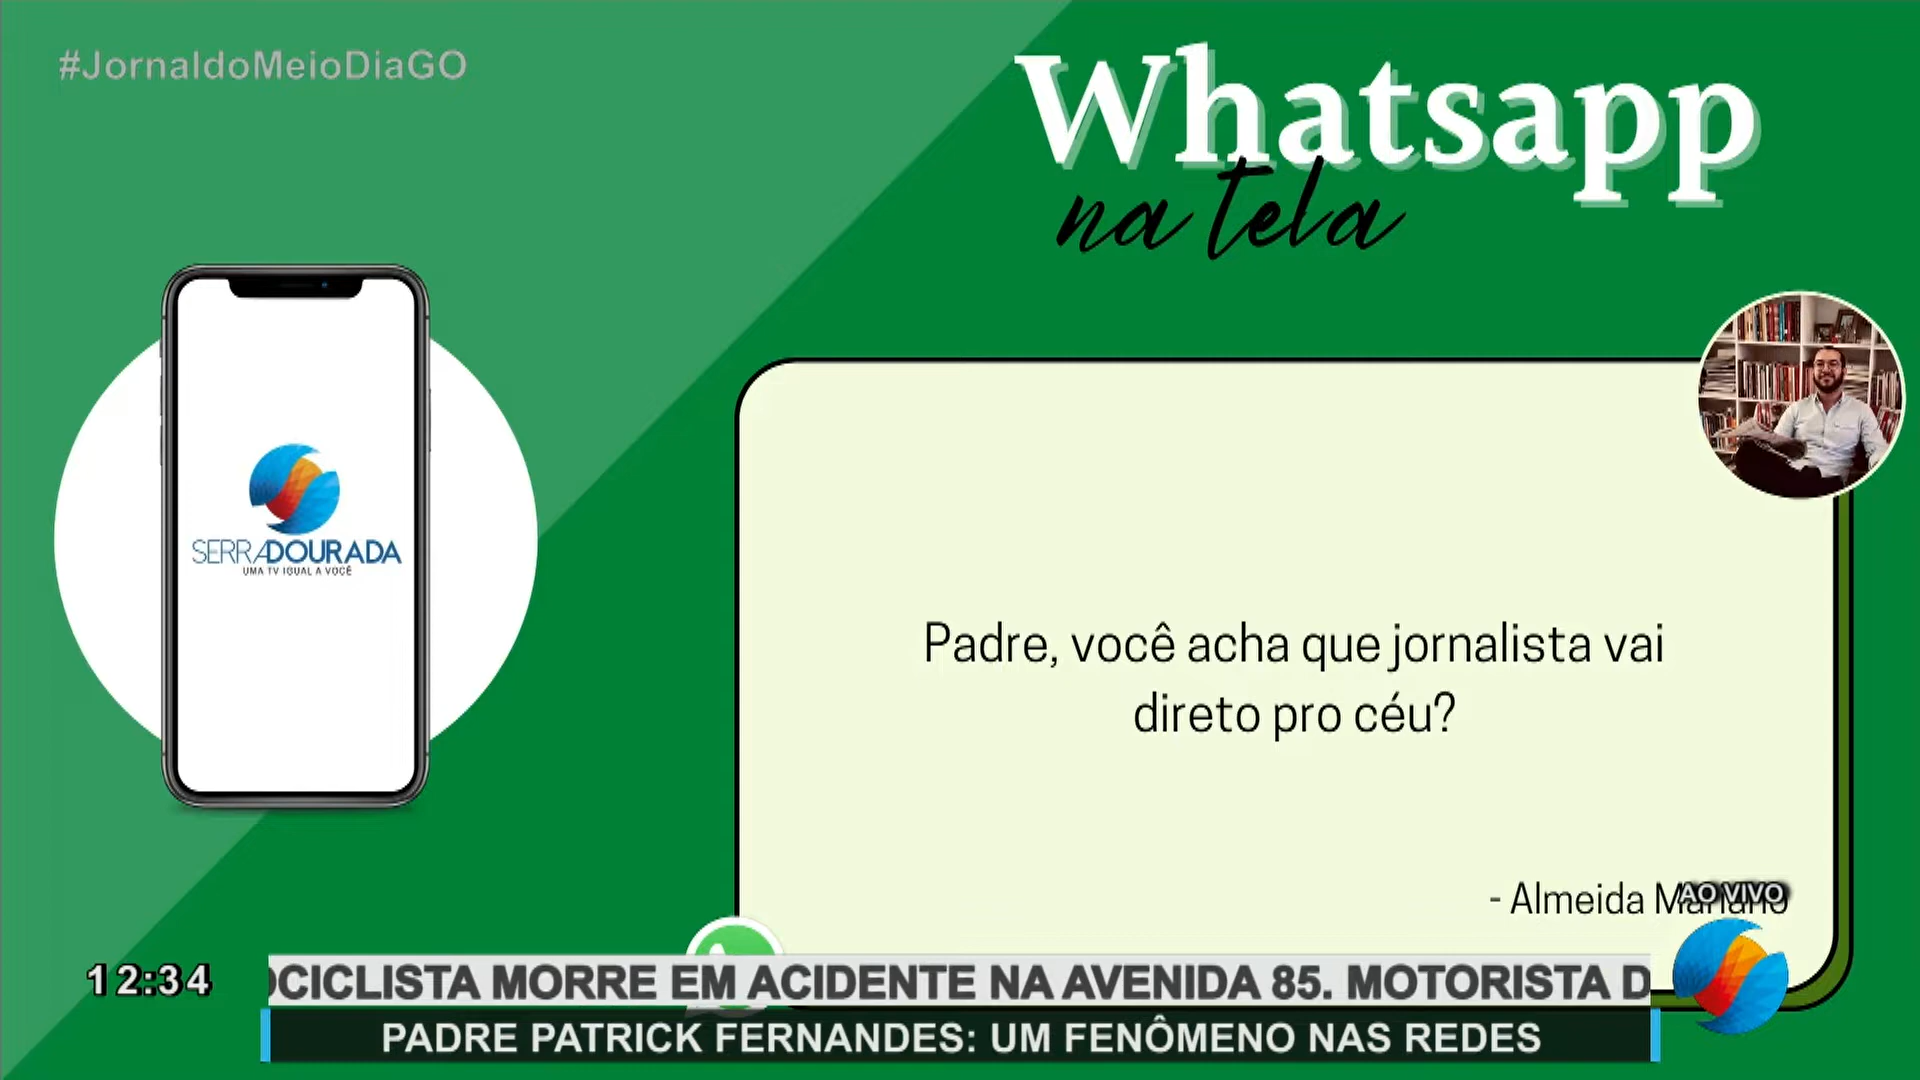 #JornaldoMeioDiaGO
Whatsapp
na tela
SERRADOURADA
UMA TV IGUAL A VOCÊ
Padre, você acha que jornalista vai
direto pro céu?
- Almeida
AO VIVO
12:34
OCICLISTA MORRE EM ACIDENTE NA AVENIDA 85. MOTORISTA D
PADRE PATRICK FERNANDES: UM FENÔMENO NAS REDES